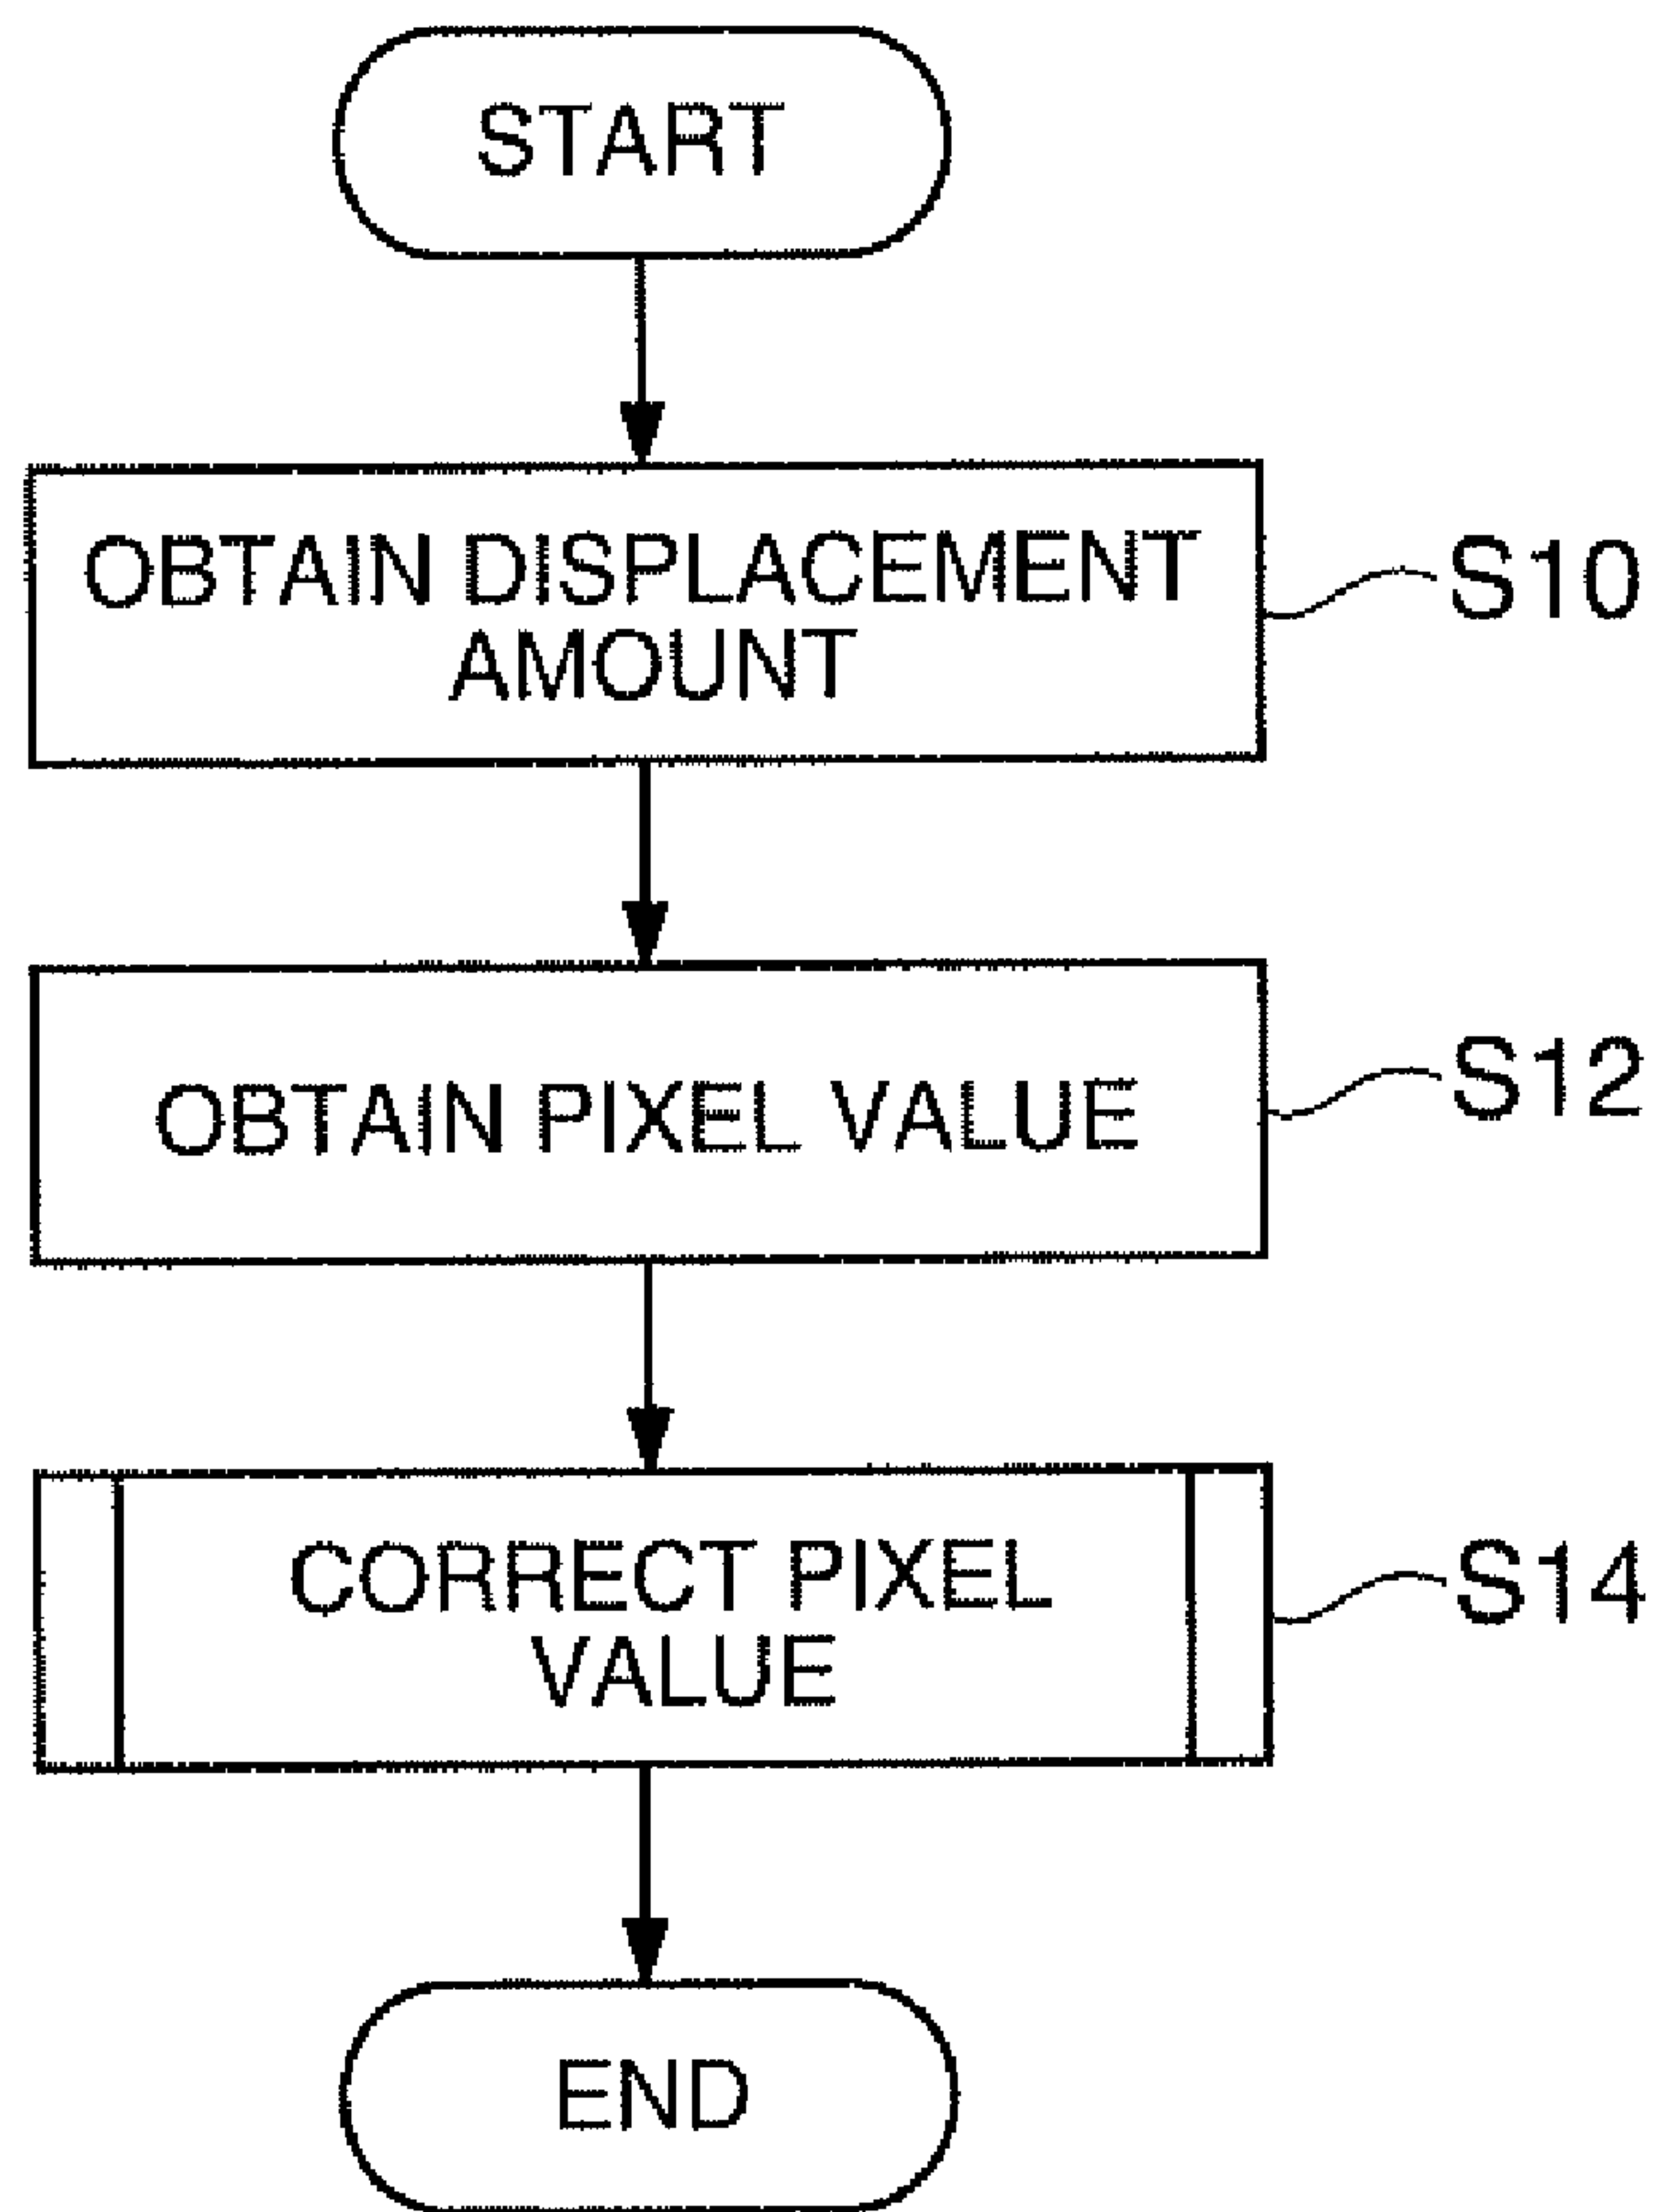 START
OBTAIN DISPLACEMENT
AMOUNT
S10
OBTAIN PIXEL VALUE
S12
CORRECT PIXEL
VALUE
S14
END